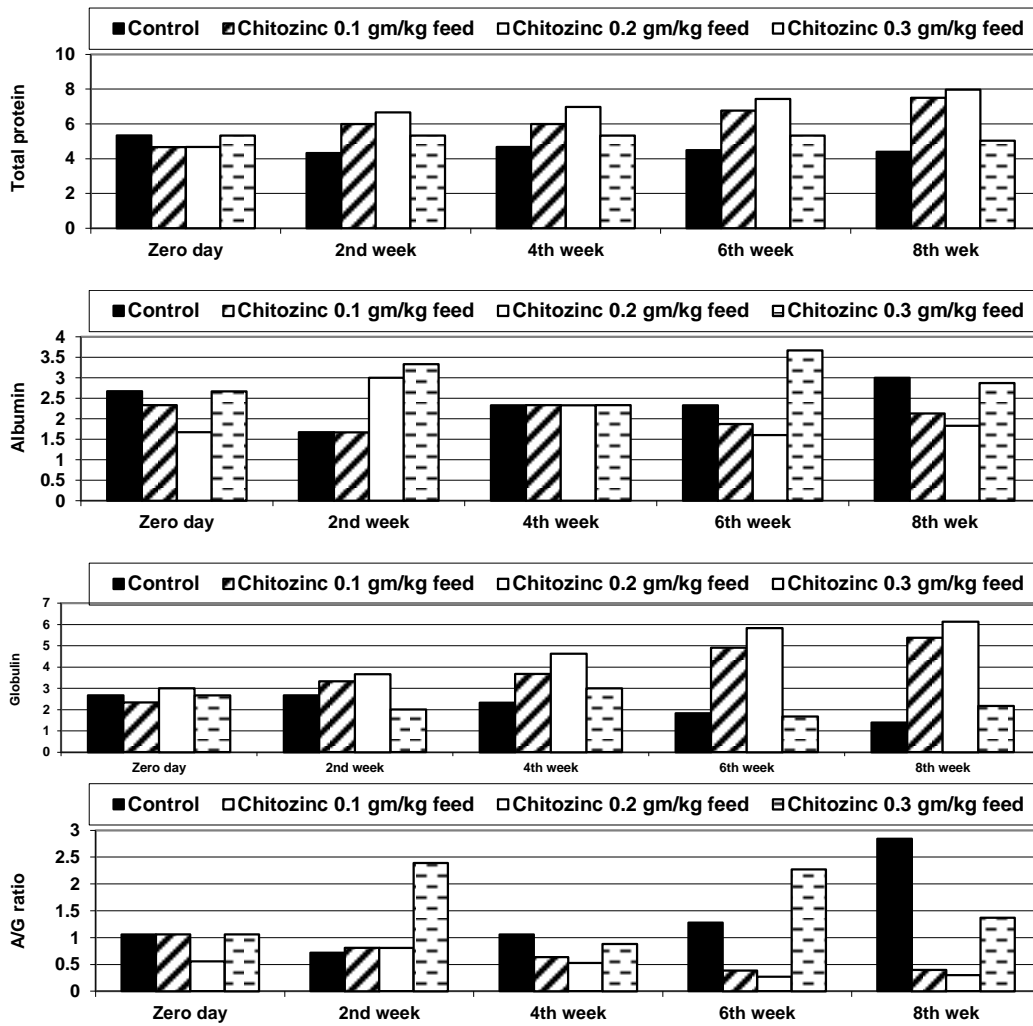 Control Chitozinc 0.1 gm/kg feed Chitozinc 0.2 gm/kg feed Chitozinc 0.3 gm/kg feed
Total protein
10
8
6
4
2
0
Zero day 2nd week 4th week 6th week 8th wek
Control Chitozinc 0.1 gm/kg feed Chitozinc 0.2 gm/kg feed Chitozinc 0.3 gm/kg feed
Albumin
4
3.5
3
2.5
2
1.5
1
0.5
0
Zero day 2nd week 4th week 6th week 8th wek
Control Chitozinc 0.1 gm/kg feed Chitozinc 0.2 gm/kg feed Chitozinc 0.3 gm/kg feed
Globulin
7
6
5
4
3
2
1
0
Zero day 2nd week 4th week 6th week 8th week
Control Chitozinc 0.1 gm/kg feed Chitozinc 0.2 gm/kg feed Chitozinc 0.3 gm/kg feed
A/G ratio
3
2.5
2
1.5
1
0.5
0
Zero day 2nd week 4th week 6th week 8th week